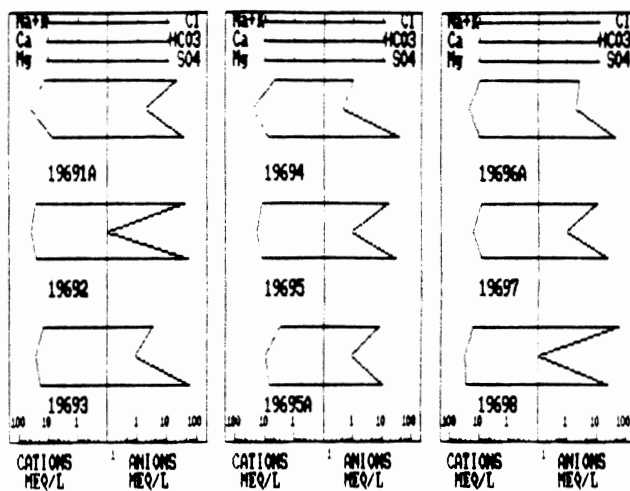 Na+K Cl
Ca HCO3
Mg SO4
19691A
19692
19693
100 10 1 1 10 100
1
CATIONS ANIONS
MEQ/L MEQ/L
Na+K Cl
Ca HCO3
Mg SO4
19694
19695
19695A
100 10 1 1 10 100
1
CATIONS ANIONS
MEQ/L MEQ/L
Na+K Cl
Ca HCO3
Mg SO4
19696A
19697
19698
100 10 1 1 10 100
1
CATIONS ANIONS
MEQ/L MEQ/L